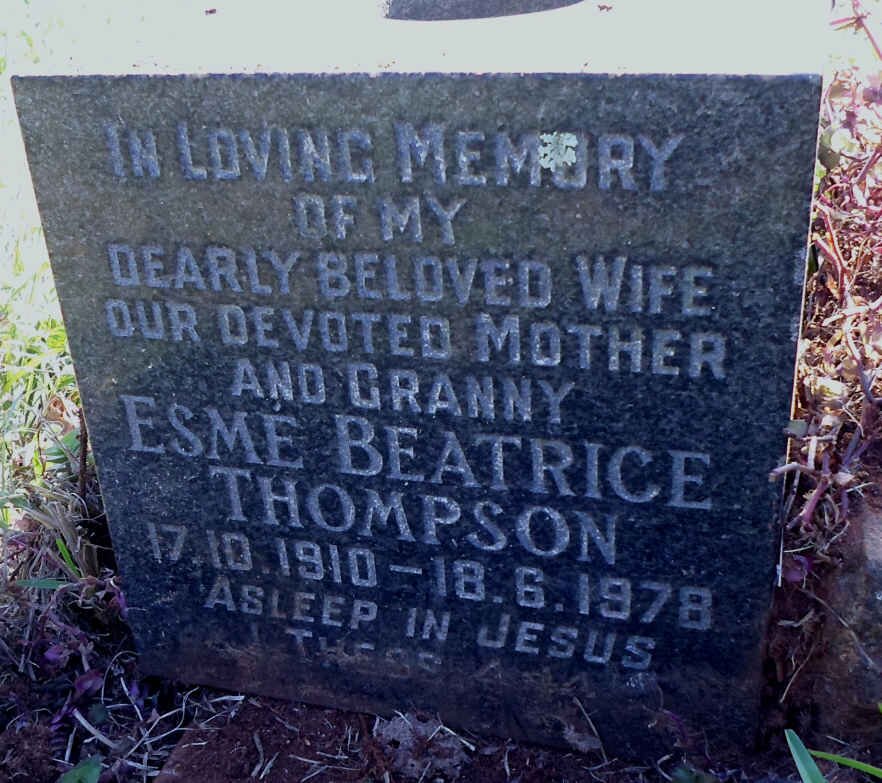 In Loving Memory
OF MY
DEARLY BELOVED WIFE
OUR DEVOTED MOTHER
AND GRANNY
ESME BEATRICE
THOMPSON
17.10.1910 - 18.6.1978
ASLEEP IN JESUS